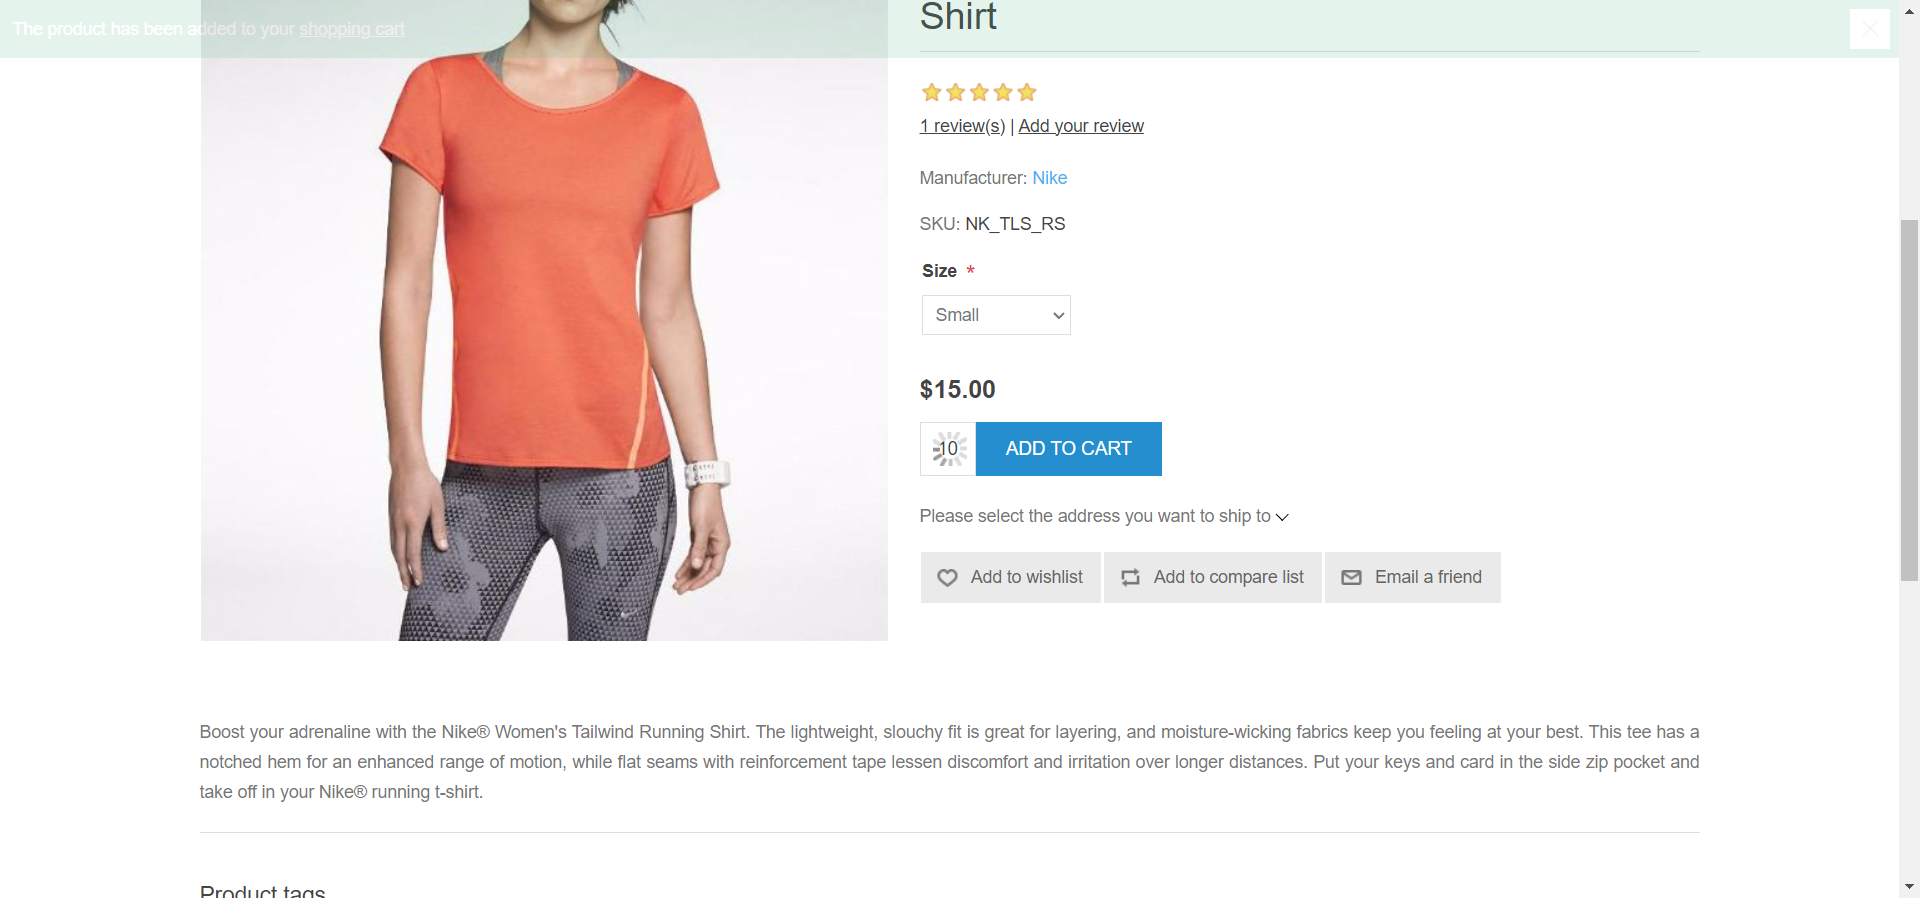 The product has been added to your shopping cart
Shirt
1 review(s) | Add your review
Manufacturer: Nike
SKU: NK_TLS_RS
Size *
Small
$15.00
10
ADD TO CART
Please select the address you want to ship to
Add to wishlist
Add to compare list
Email a friend
Boost your adrenaline with the Nike® Women's Tailwind Running Shirt. The lightweight, slouchy fit is great for layering, and moisture-wicking fabrics keep you feeling at your best. This tee has a
notched hem for an enhanced range of motion, while flat seams with reinforcement tape lessen discomfort and irritation over longer distances. Put your keys and card in the side zip pocket and
take off in your Nike® running t-shirt.
Product tags